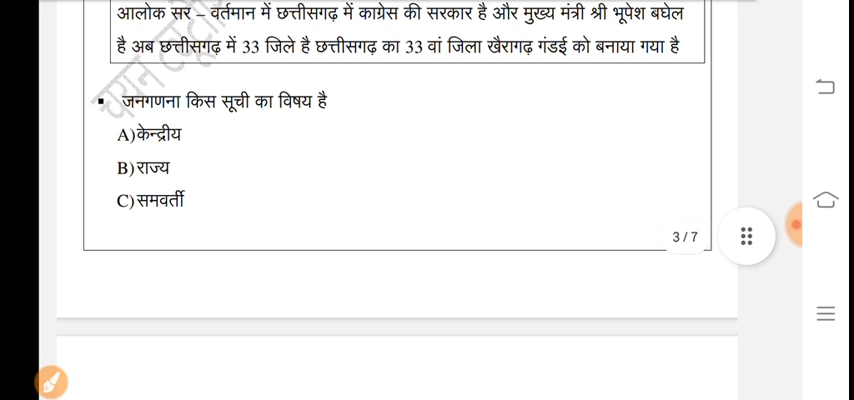 आलोक सर – वर्तमान में छत्तीसगढ़ में काग्रेस की सरकार है और मुख्य मंत्री श्री भूपेश बघेल
है अब छत्तीसगढ़ में 33 जिले है छत्तीसगढ़ का 33 वां जिला खैरागढ़ गंडई को बनाया गया है
▪ जनगणना किस सूची का विषय है
A)केन्द्रीय
B)राज्य
C)समवर्ती
3 / 7